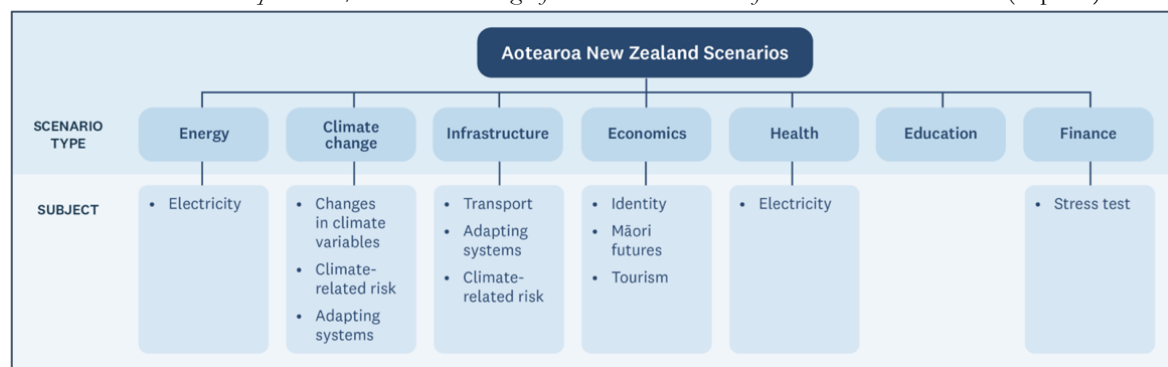 Aotearoa New Zealand Scenarios
SCENARIO
TYPE
Energy
Climate
change
Infrastructure
Economics
Health
Education
Finance
SUBJECT
• Electricity
• Changes
in climate
variables
• Climate-
related risk
• Adapting
systems
• Transport
• Adapting
systems
• Climate-
related risk
• Identity
• Māori
futures
• Tourism
• Electricity
• Stress test